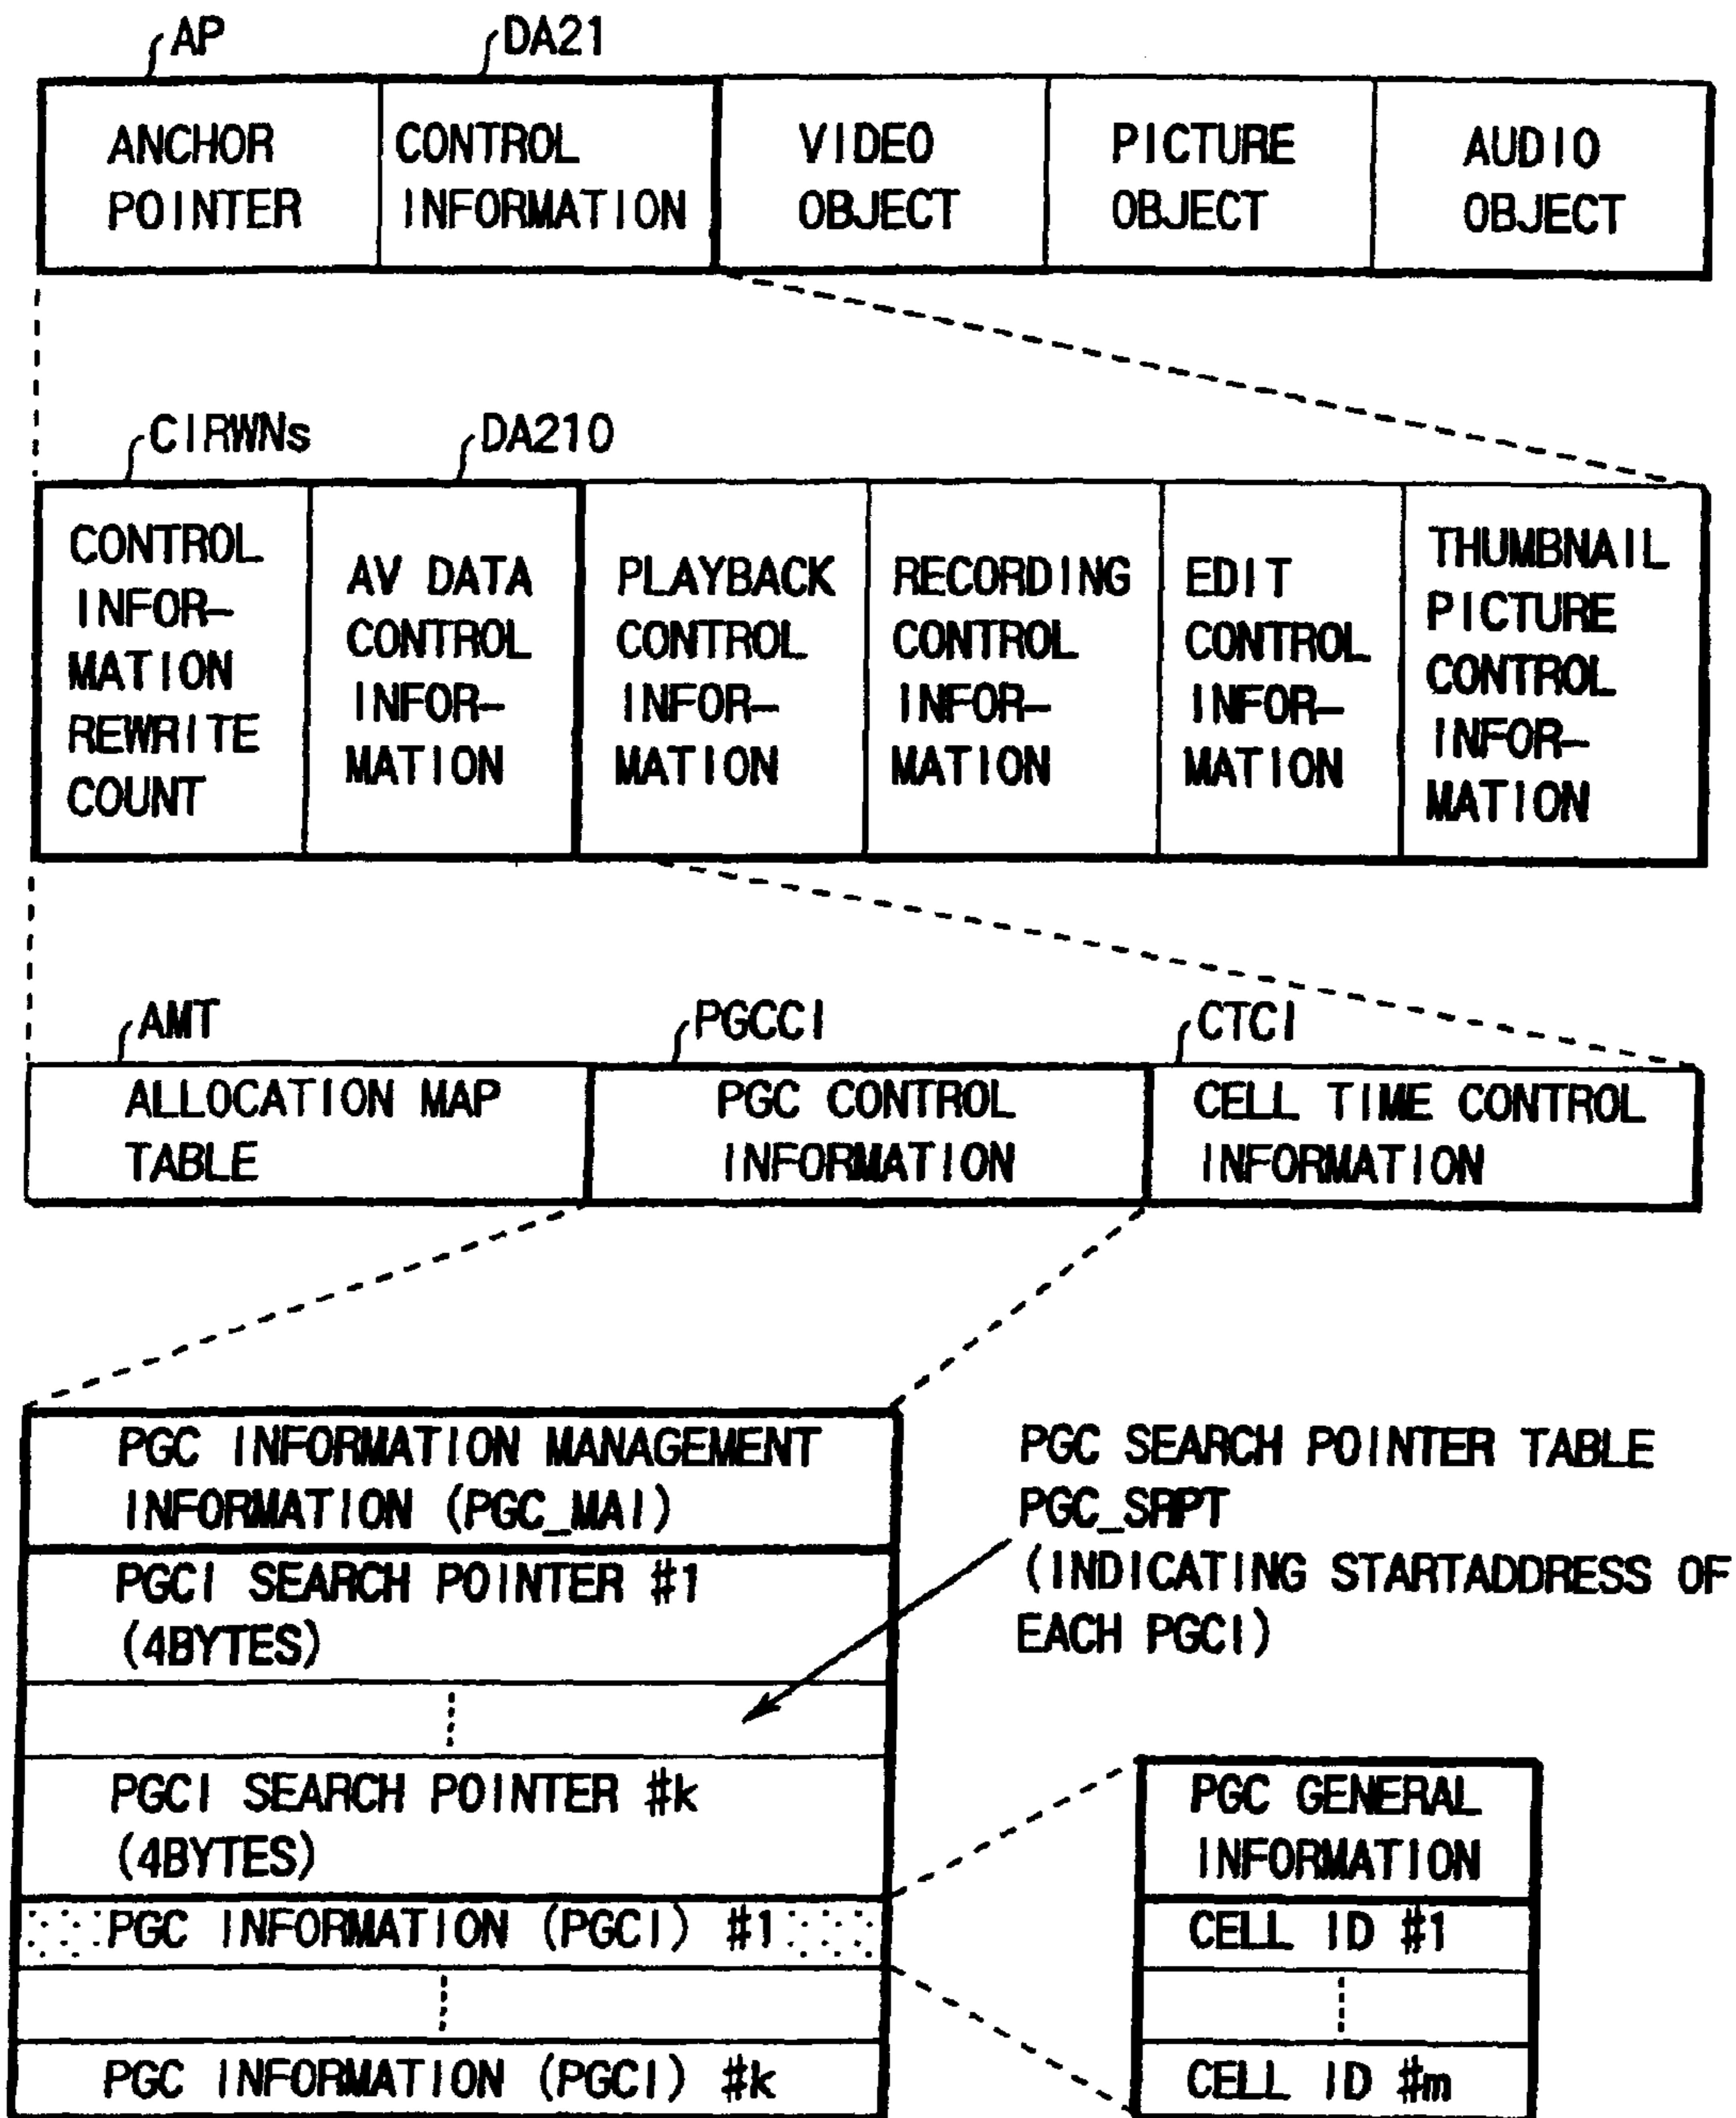 AP
DA21
ANCHOR
POINTER
CONTROL
INFORMATION
VIDEO
OBJECT
PICTURE
OBJECT
AUDIO
OBJECT
CIRWNs
DA210
CONTROL
INFOR-
MATION
REWRITE
COUNT
AV DATA
CONTROL
INFOR-
MATION
PLAYBACK
CONTROL
INFOR-
MATION
RECORDING
CONTROL
INFOR-
MATION
EDIT
CONTROL
INFOR-
MATION
THUMBNAIL
PICTURE
CONTROL
INFOR-
MATION
AMT
PGCCI
CTCI
ALLOCATION MAP
TABLE
PGC CONTROL
INFORMATION
CELL TIME CONTROL
INFORMATION
PGC INFORMATION MANAGEMENT
INFORMATION (PGC_MAI)
PGCI SEARCH POINTER #1
(4BYTES)
PGCI SEARCH POINTER #k
(4BYTES)
PGC INFORMATION (PGCI) #1
PGC INFORMATION (PGCI) #k
PGC SEARCH POINTER TABLE
PGC_SRPT
(INDICATING STARTADDRESS OF
EACH PGCI)
PGC GENERAL
INFORMATION
CELL ID #1
CELL ID #m